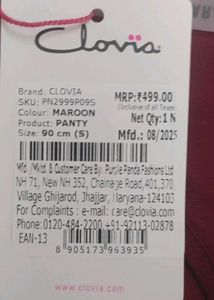 Clovia
Brand: CLOVIA
SKU: PN2999P09S
Colour: MAROON
Product: PANTY
Size: 90 cm (S)
MRP:₹499.00
(Inclusive of all Taxes)
Net Qty: 1 N
Mfd.: 08/2025
Mfd./Mktd. & Customer Care By: Purple Panda Fashions Ltd
NH 71, New NH 352, Chainage Road,401,370
Village Ghijarod, Jhajjar, Haryana-124103
For Complaints : e-mail - care@clovia.com
Phone:0120-484-2200 +91-92113-02878
EAN-13
8 905173 963935
www.clovia.com